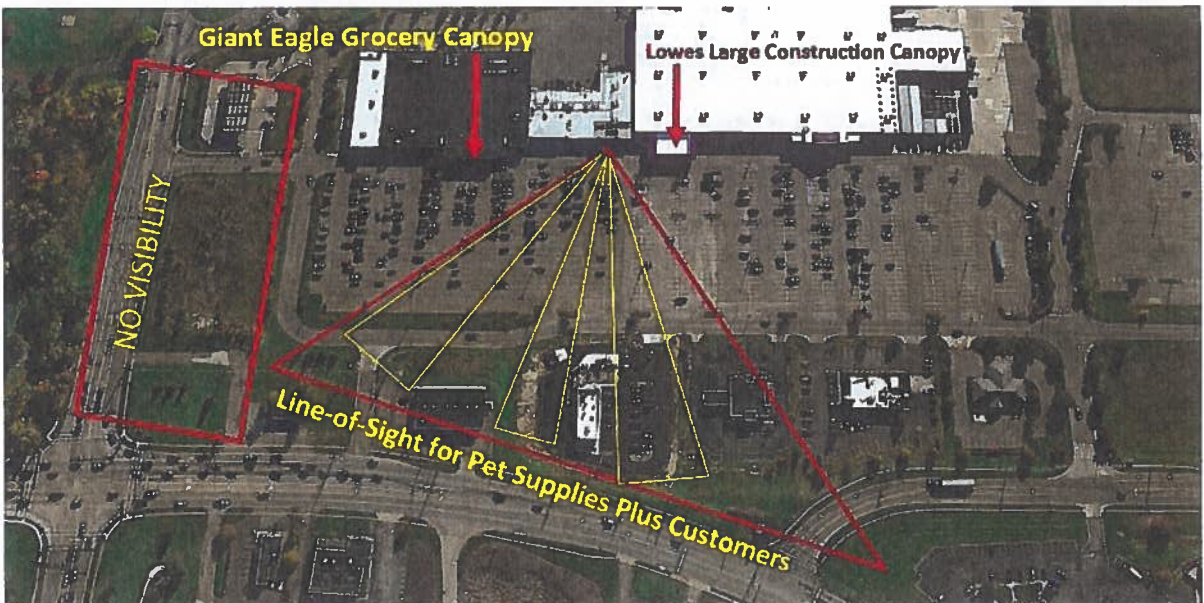 Giant Eagle Grocery Canopy
Lowes Large Construction Canopy
NO VISIBILITY
Line-of-Sight for Pet Supplies Plus Customers